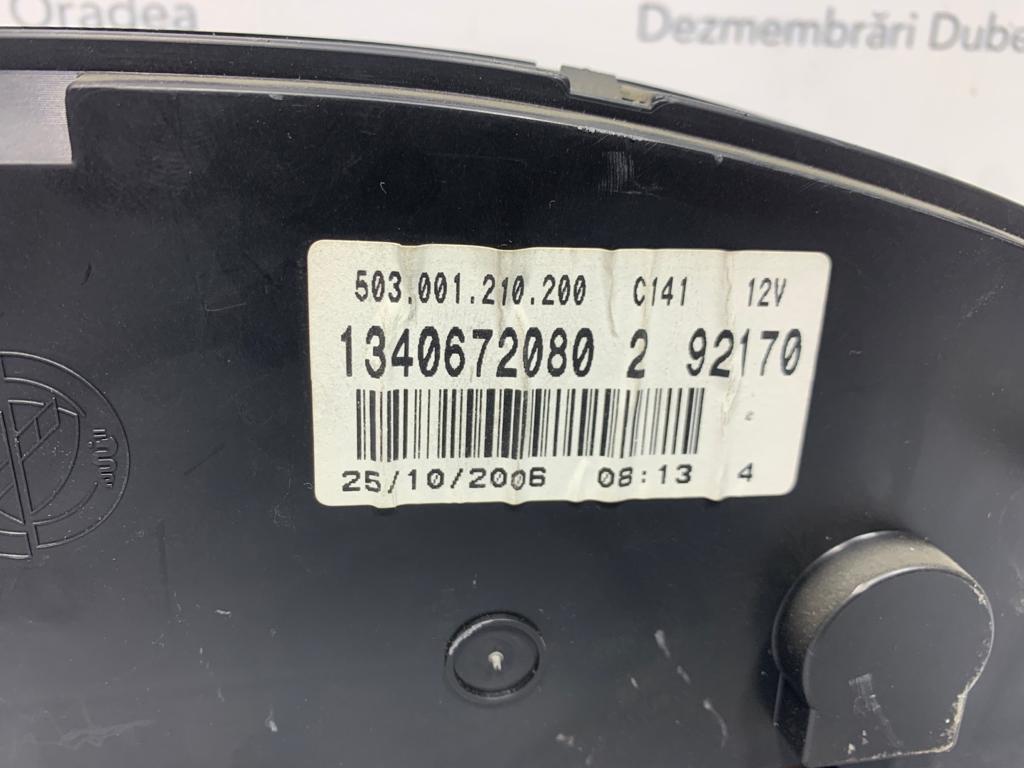 Oradea
Dezmembrări Dube
503.001.210.200 C141 12V
1340672080 2 92170
25/10/2006 08:13 4